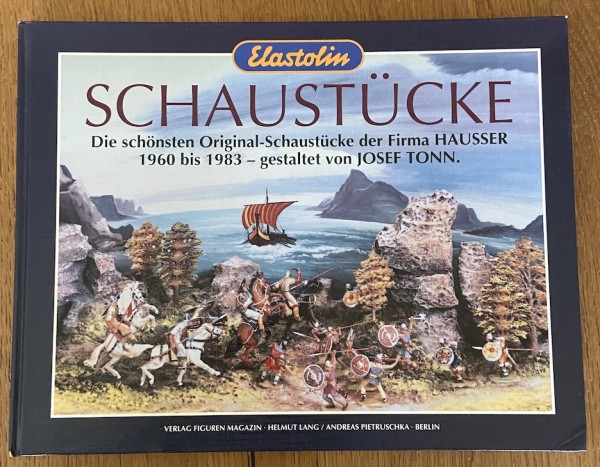 Elastolin
SCHAUSTÜCKE
Die schönsten Original-Schaustücke der Firma HAUSSER
1960 bis 1983 – gestaltet von JOSEF TONN.
VERLAG FIGUREN MAGAZIN · HELMUT LANG / ANDREAS PIETRUSCHKA · BERLIN